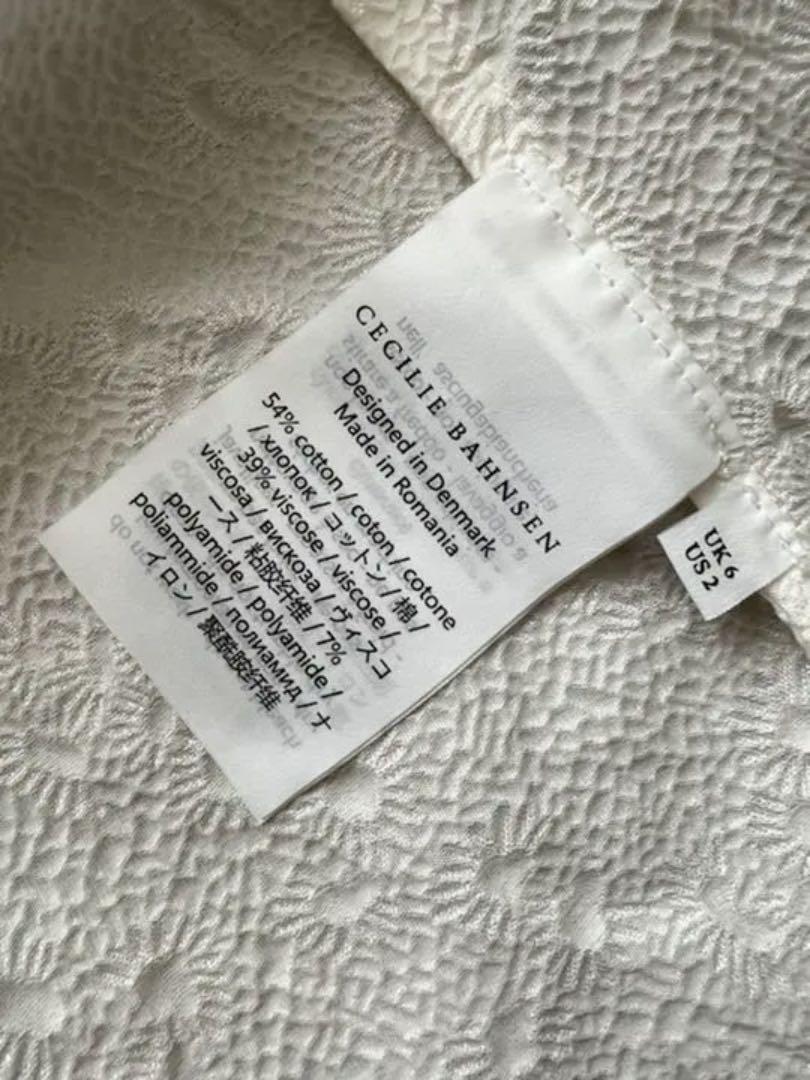 CECILIE BAHNSEN
Designed in Denmark
Made in Romania
54% cotton / coton / cotone
/ хлопок / コットン / 棉 /
39% viscose / viscose /
viscosa / вискоза / ヴィスコ
ース / 粘胶纤维 / 7%
polyamide / polyamide /
poliammide / полиамид / ナ
イロン / 聚酰胺纤维
UK 6
US 2